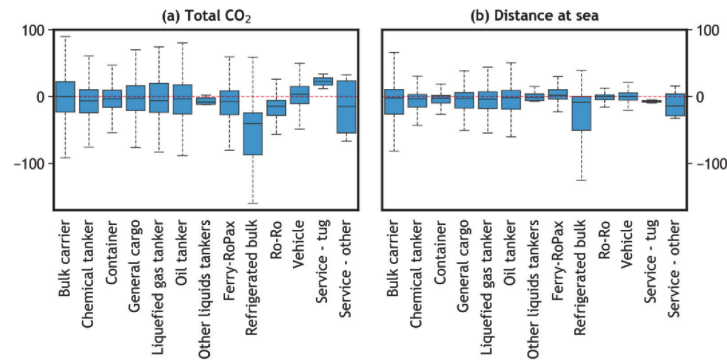 (a) Total CO₂
(b) Distance at sea
100
0
−100
100
0
−100
Bulk carrier
Chemical tanker
Container
General cargo
Liquefied gas tanker
Oil tanker
Other liquids tankers
Ferry-RoPax
Refrigerated bulk
Ro-Ro
Vehicle
Service - tug
Service - other
Bulk carrier
Chemical tanker
Container
General cargo
Liquefied gas tanker
Oil tanker
Other liquids tankers
Ferry-RoPax
Refrigerated bulk
Ro-Ro
Vehicle
Service - tug
Service - other